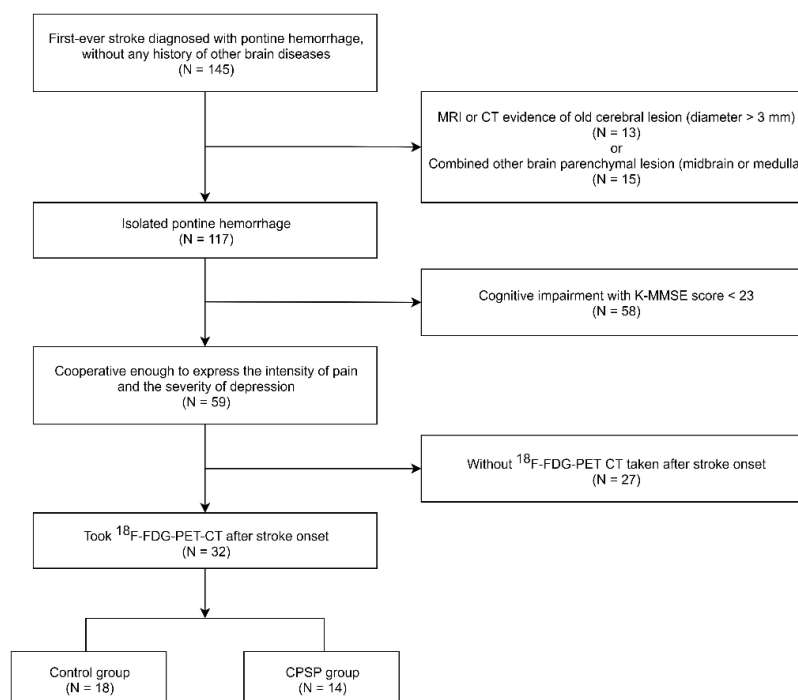 First-ever stroke diagnosed with pontine hemorrhage,
without any history of other brain diseases
(N = 145)
MRI or CT evidence of old cerebral lesion (diameter > 3 mm)
(N = 13)
or
Combined other brain parenchymal lesion (midbrain or medulla
(N = 15)
Isolated pontine hemorrhage
(N = 117)
Cognitive impairment with K-MMSE score < 23
(N = 58)
Cooperative enough to express the intensity of pain
and the severity of depression
(N = 59)
Without 18F-FDG-PET CT taken after stroke onset
(N = 27)
Took 18F-FDG-PET-CT after stroke onset
(N = 32)
Control group
(N = 18)
CPSP group
(N = 14)